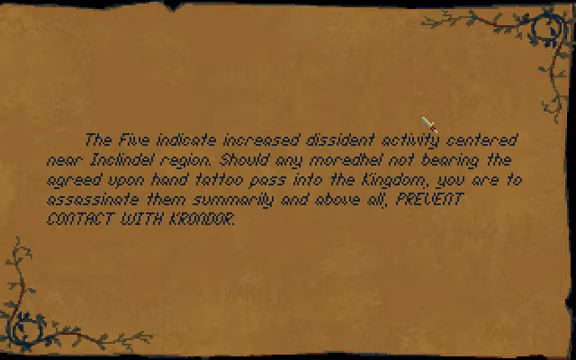 The Five indicate increased dissident activity centered
near Inclindel region. Should any moredhel not bearing the
agreed upon hand tattoo pass into the Kingdom, you are to
assassinate them summarily and above all, PREVENT
CONTACT WITH KRONDOR.